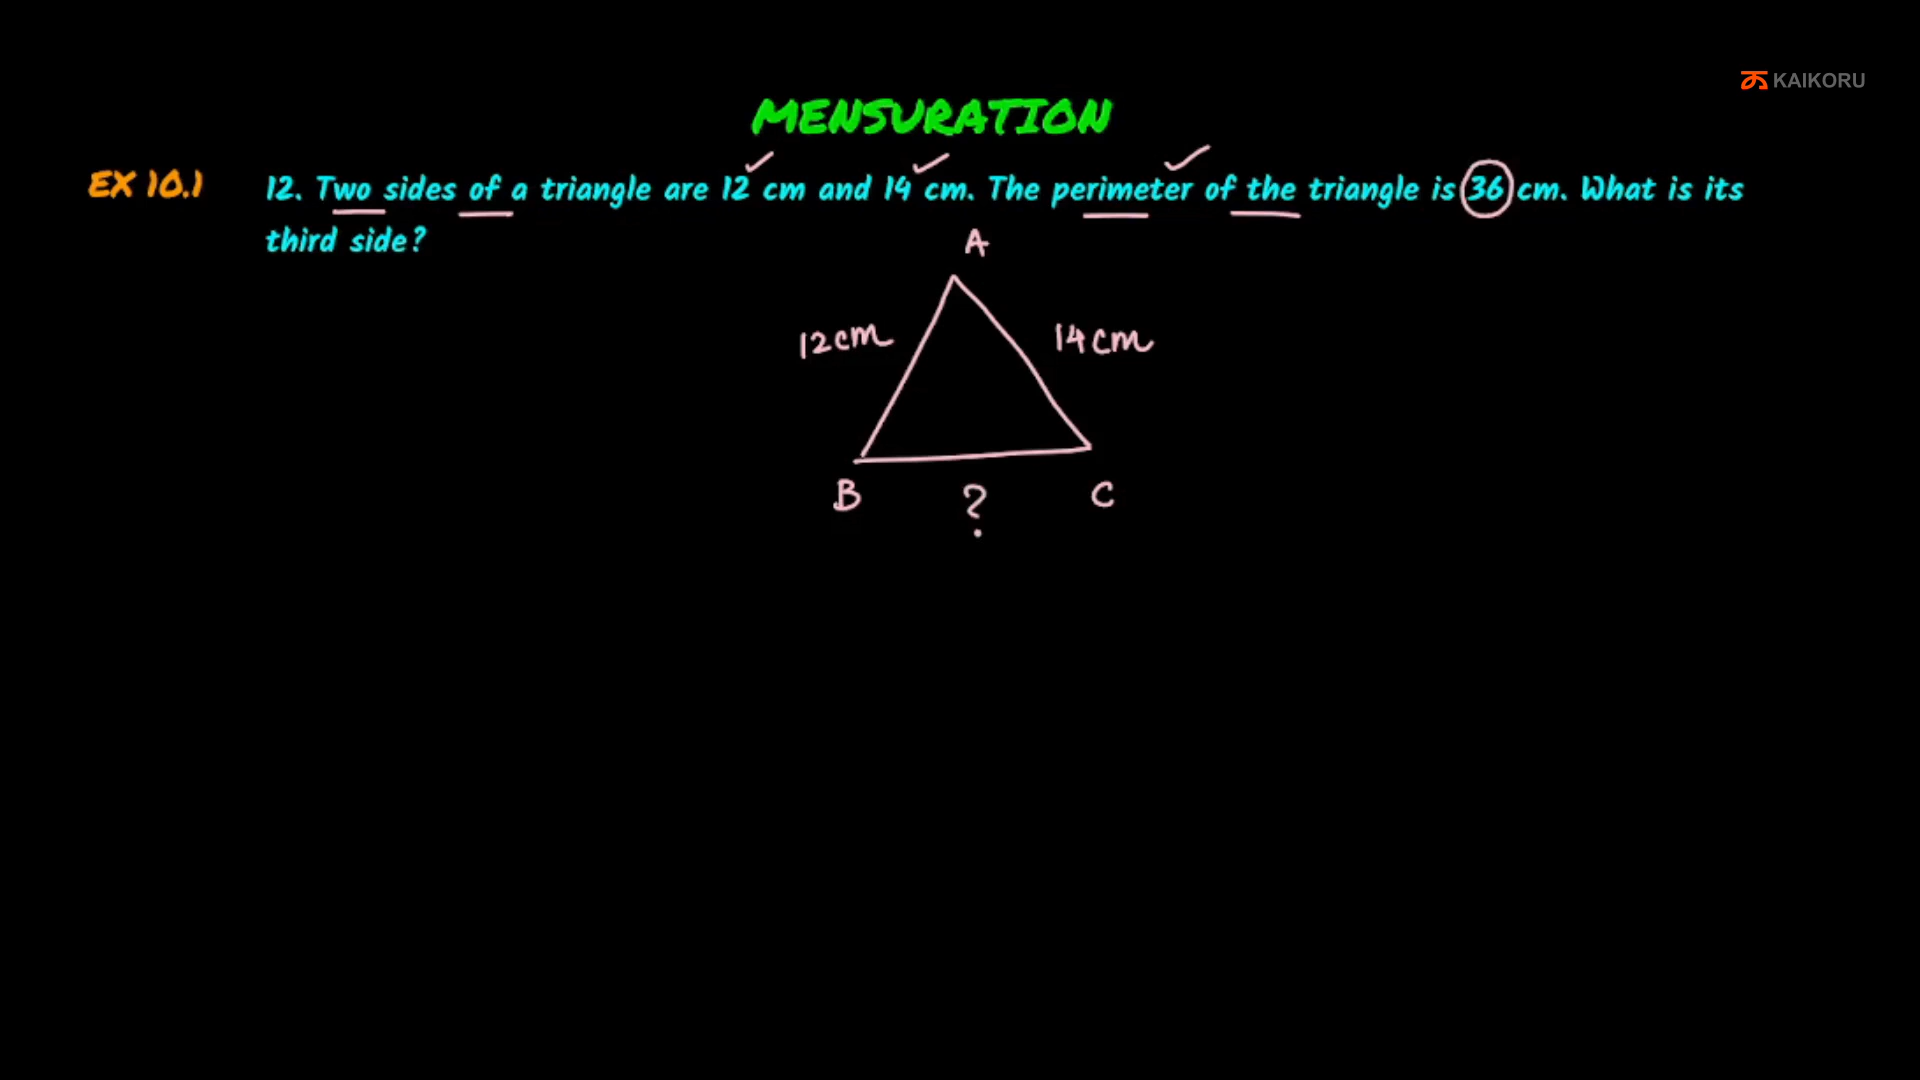 KAIKORU
MENSURATION
EX 10.1
12. Two sides of a triangle are 12 cm and 14 cm. The perimeter of the triangle is 36 cm. What is its
third side?
A
12cm
14cm
B
?
C